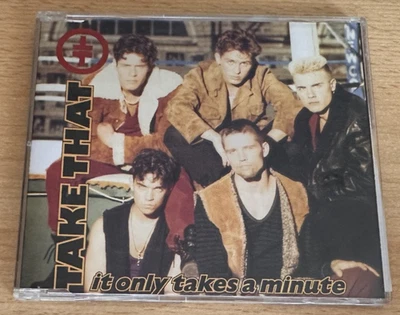 TAKE THAT
it only takes a minute